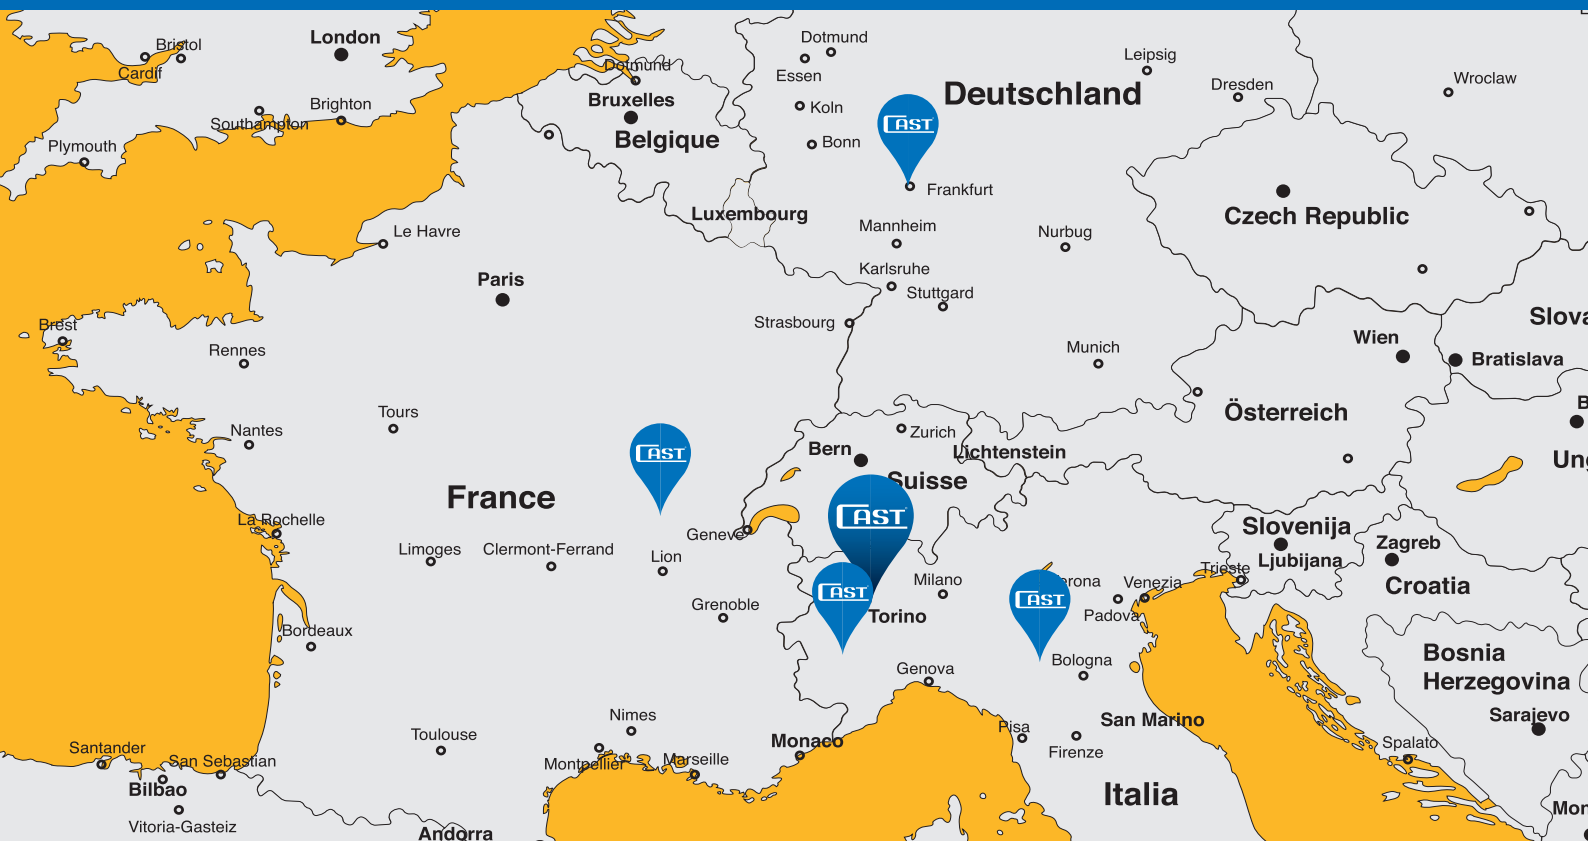 Bristol
London
Cardif
Dotmund
Dotmund
Essen
Leipsig
Deutschland
Dresden
Wroclaw
Bruxelles
Brighton
Southampton
Koln
CAST
Belgique
Plymouth
Bonn
Frankfurt
Luxembourg
Czech Republic
Le Havre
Mannheim
Nurbug
Karlsruhe
Paris
Stuttgard
Strasbourg
Slova
Brest
Rennes
Wien
Munich
Bratislava
Tours
Österreich
B
Nantes
Zurich
Bern
Lichtenstein
CAST
Ung
Suisse
France
CAST
La Rochelle
Slovenija
Geneve
Zagreb
Limoges
Clermont-Ferrand
Lion
Ljubijana
Trieste
Milano
erona
Venezia
Croatia
CAST
CAST
Grenoble
Torino
Padova
Bordeaux
Bosnia
Herzegovina
Bologna
Genova
Nimes
San Marino
Sarajevo
Pisa
Toulouse
Monaco
Firenze
Spalato
Santander
San Sebastian
Montpellier
Marseille
Bilbao
Italia
Mon
Vitoria-Gasteiz
Andorra